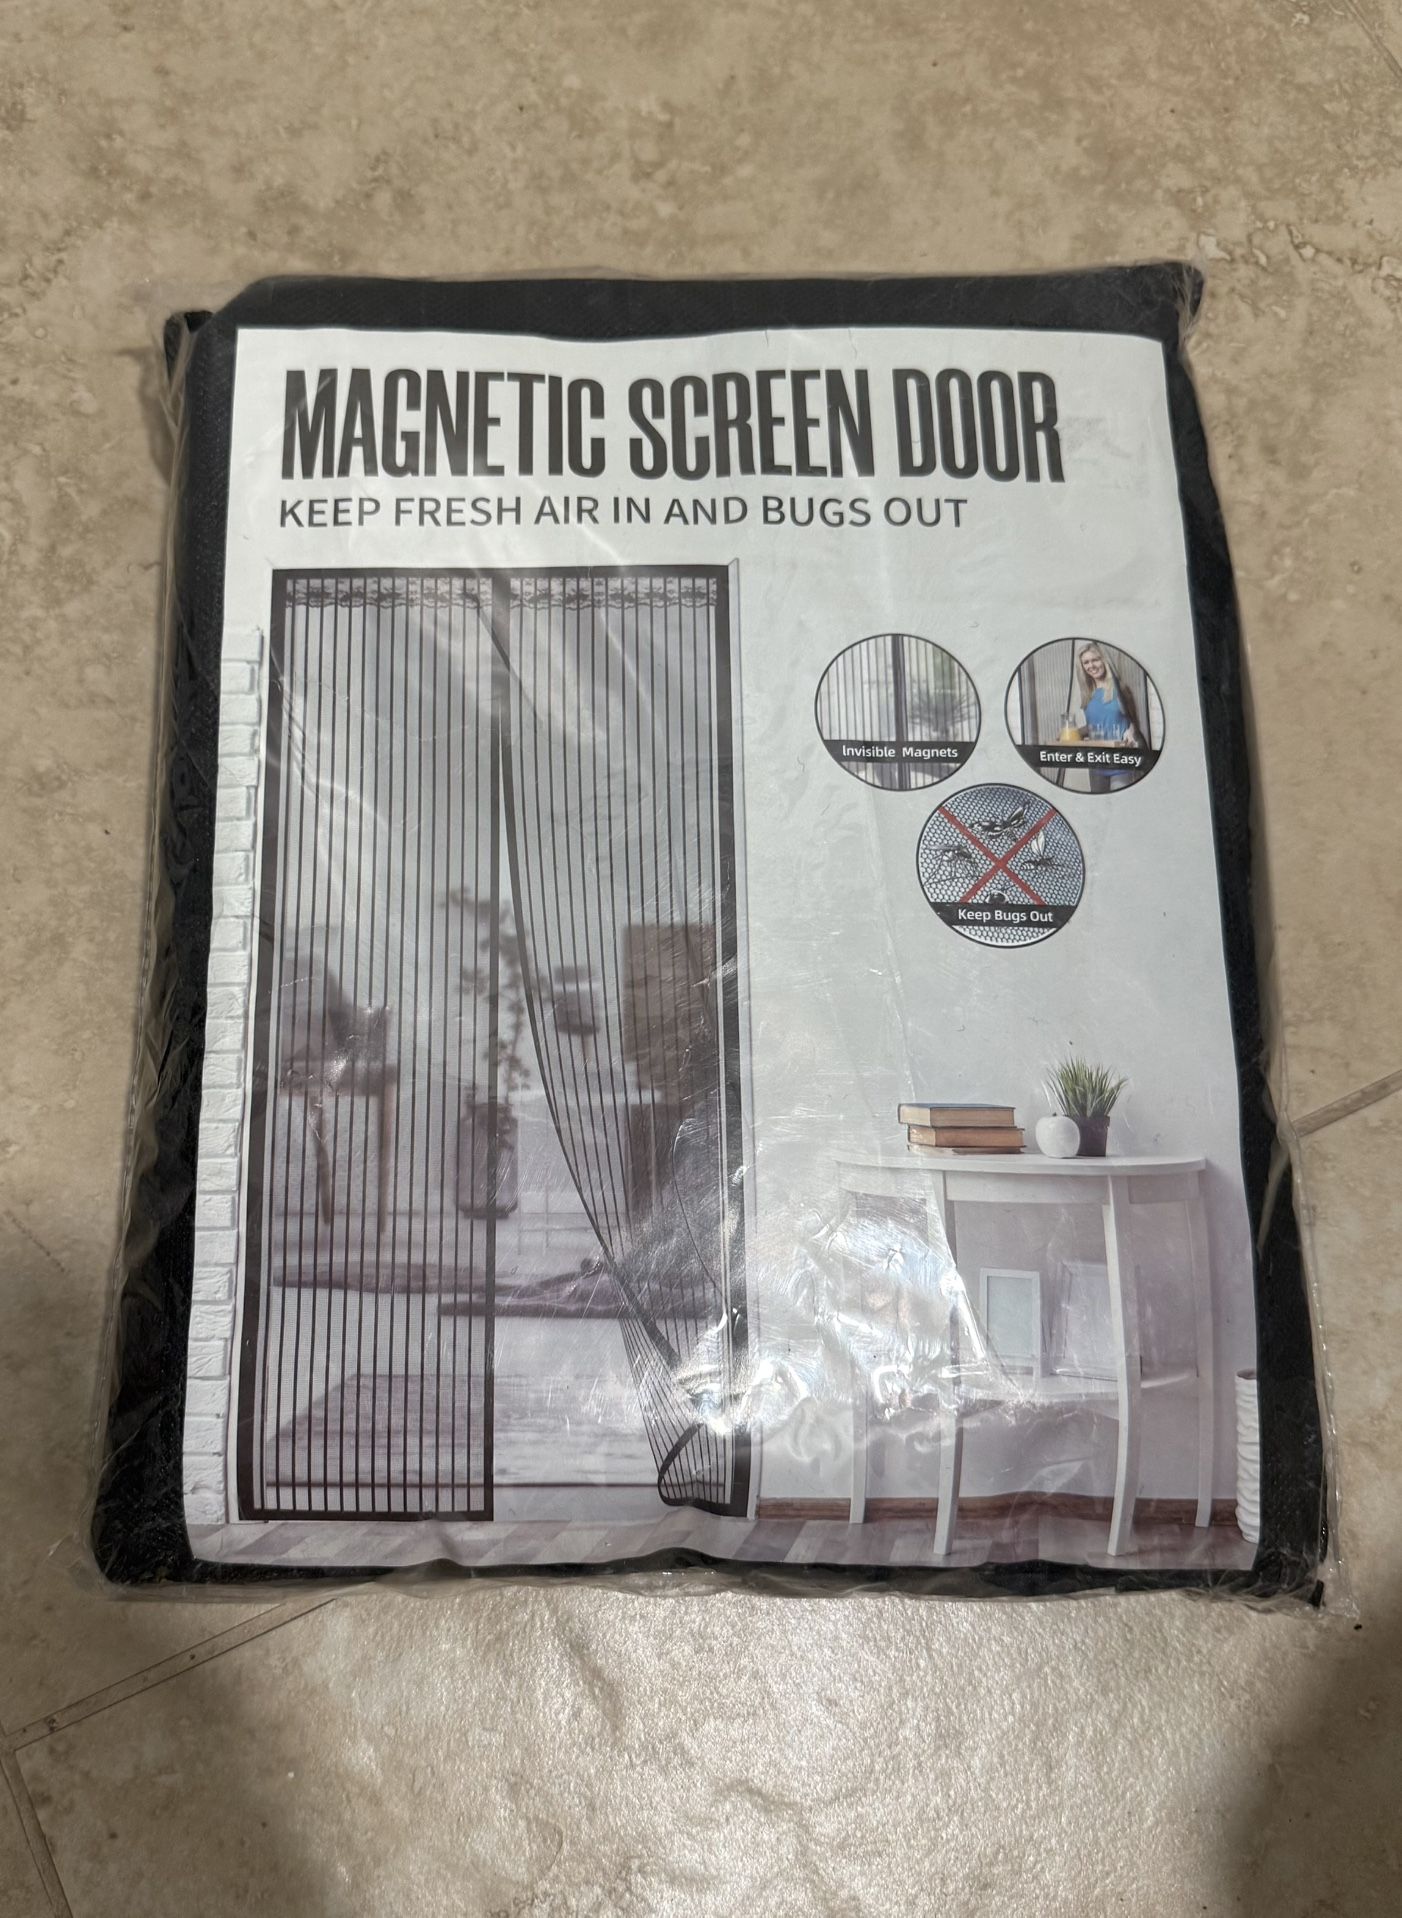 MAGNETIC SCREEN DOOR
KEEP FRESH AIR IN AND BUGS OUT
Invisible Magnets
Enter & Exit Easy
Keep Bugs Out